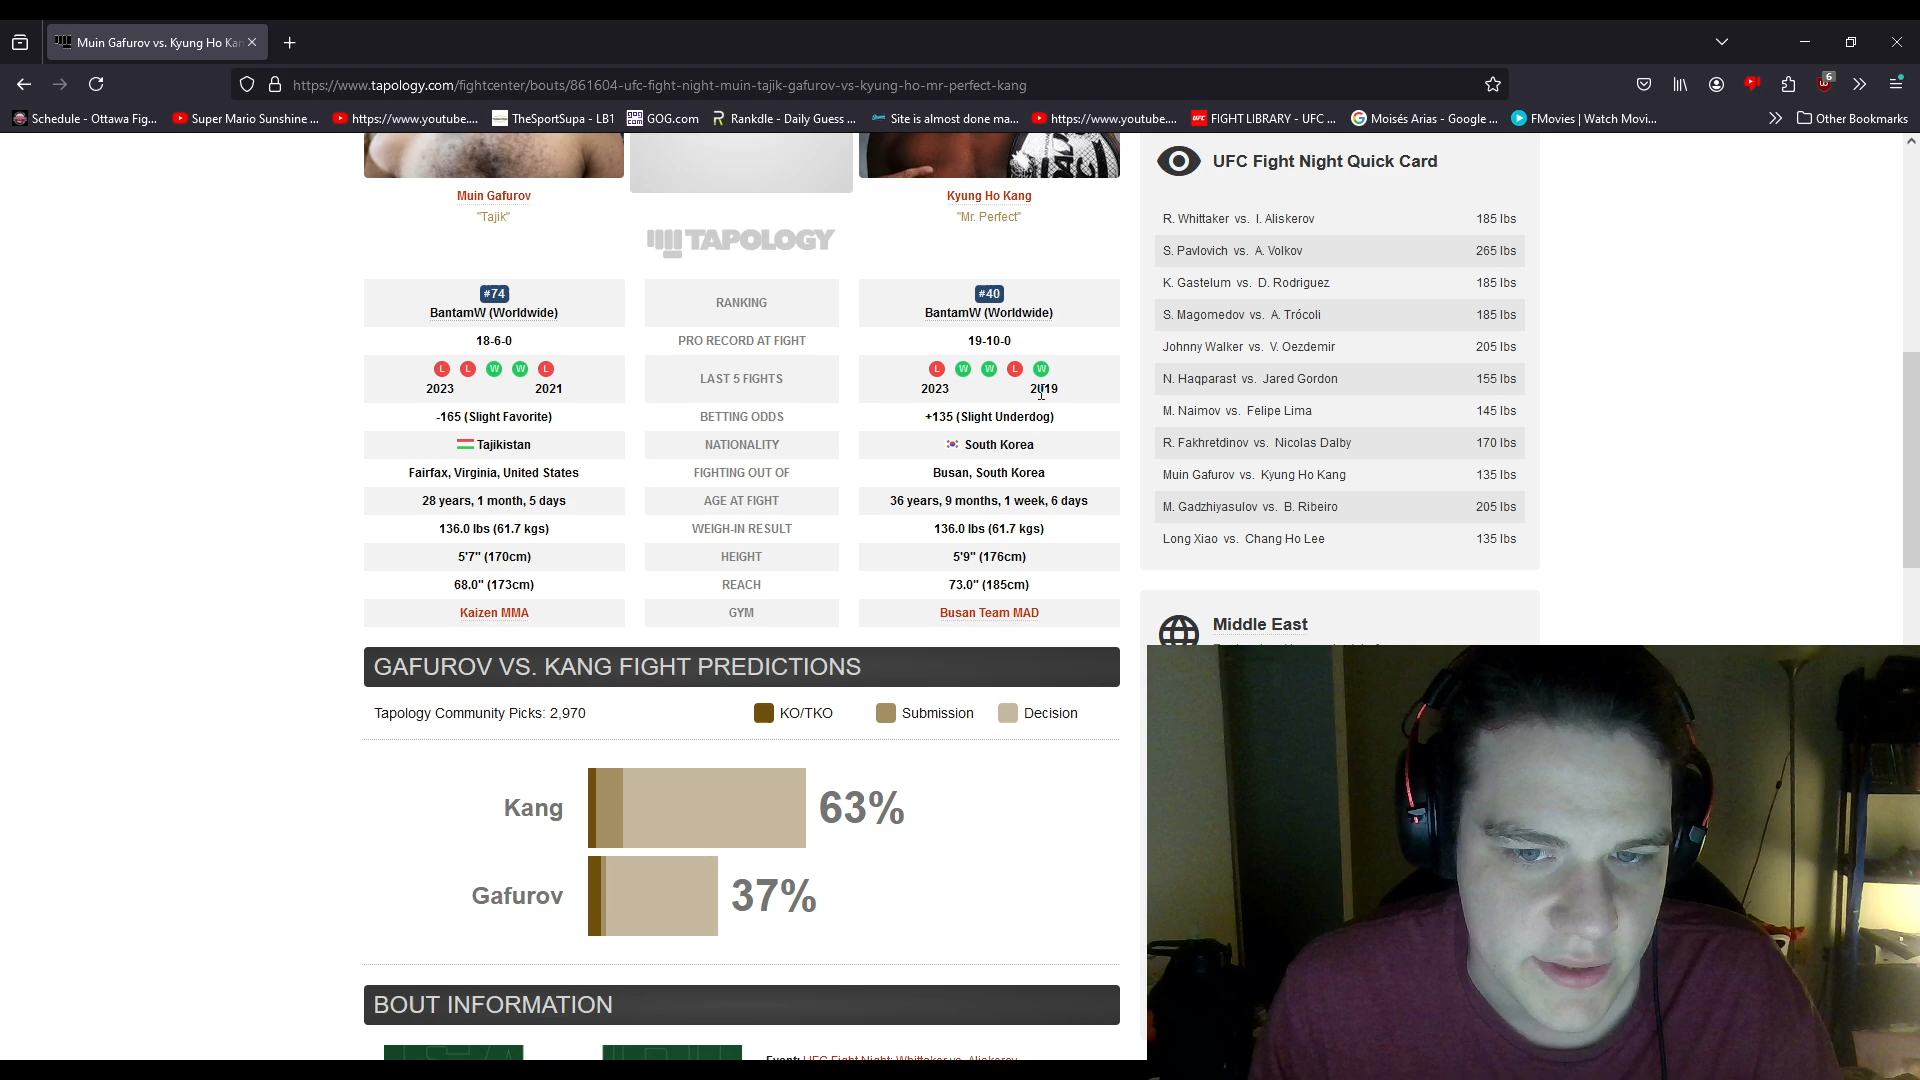 Muin Gafurov vs. Kyung Ho Kan
https://www.tapology.com/fightcenter/bouts/861604-ufc-fight-night-muin-tajik-gafurov-vs-kyung-ho-mr-perfect-kang
6
Schedule - Ottawa Fig... Super Mario Sunshine ... https://www.youtube.... TheSportSupa - LB1 GOG.com Rankdle - Daily Guess ... Site is almost done ma... https://www.youtube.... FIGHT LIBRARY - UFC ... Moisés Arias - Google ... FMovies | Watch Movi... Other Bookmarks
Muin Gafurov
"Tajik"
Kyung Ho Kang
"Mr. Perfect"
TAPOLOGY
#74
BantamW (Worldwide)
RANKING
#40
BantamW (Worldwide)
18-6-0 PRO RECORD AT FIGHT 19-10-0
L L W W L
2023 2021
LAST 5 FIGHTS
L W W L W
2023 2019
-165 (Slight Favorite) BETTING ODDS +135 (Slight Underdog)
Tajikistan NATIONALITY South Korea
Fairfax, Virginia, United States FIGHTING OUT OF Busan, South Korea
28 years, 1 month, 5 days AGE AT FIGHT 36 years, 9 months, 1 week, 6 days
136.0 lbs (61.7 kgs) WEIGH-IN RESULT 136.0 lbs (61.7 kgs)
5'7" (170cm) HEIGHT 5'9" (176cm)
68.0" (173cm) REACH 73.0" (185cm)
Kaizen MMA GYM Busan Team MAD
GAFUROV VS. KANG FIGHT PREDICTIONS
Tapology Community Picks: 2,970 KO/TKO Submission Decision
Kang 63%
Gafurov 37%
BOUT INFORMATION
Event: UFC Fight Night: Whittaker vs. Aliskerov
UFC Fight Night Quick Card
R. Whittaker vs. I. Aliskerov 185 lbs
S. Pavlovich vs. A. Volkov 265 lbs
K. Gastelum vs. D. Rodriguez 185 lbs
S. Magomedov vs. A. Trócoli 185 lbs
Johnny Walker vs. V. Oezdemir 205 lbs
N. Haqparast vs. Jared Gordon 155 lbs
M. Naimov vs. Felipe Lima 145 lbs
R. Fakhretdinov vs. Nicolas Dalby 170 lbs
Muin Gafurov vs. Kyung Ho Kang 135 lbs
M. Gadzhiyasulov vs. B. Ribeiro 205 lbs
Long Xiao vs. Chang Ho Lee 135 lbs
Middle East